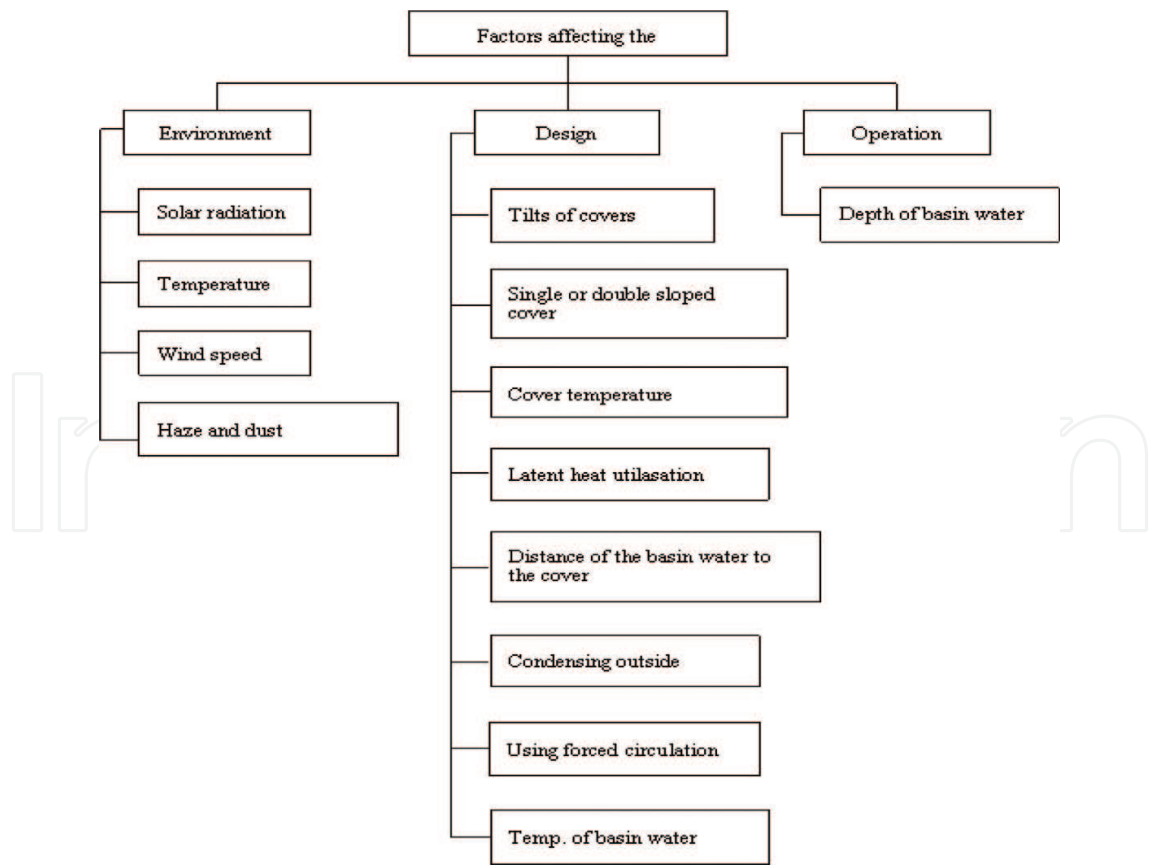 Factors affecting the
Environment
Solar radiation
Temperature
Wind speed
Haze and dust
Design
Tilts of covers
Single or double sloped
cover
Cover temperature
Latent heat utilasation
Distance of the basin water to
the cover
Condensing outside
Using forced circulation
Temp. of basin water
Operation
Depth of basin water